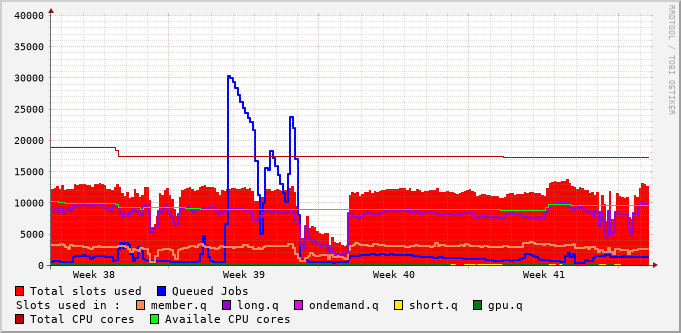 40000
35000
30000
25000
20000
15000
10000
5000
0
Week 38 Week 39 Week 40 Week 41
RRDTOOL / TOBI OETIKER
Total slots used Queued Jobs
Slots used in : member.q long.q ondemand.q short.q gpu.q
Total CPU cores Availale CPU cores